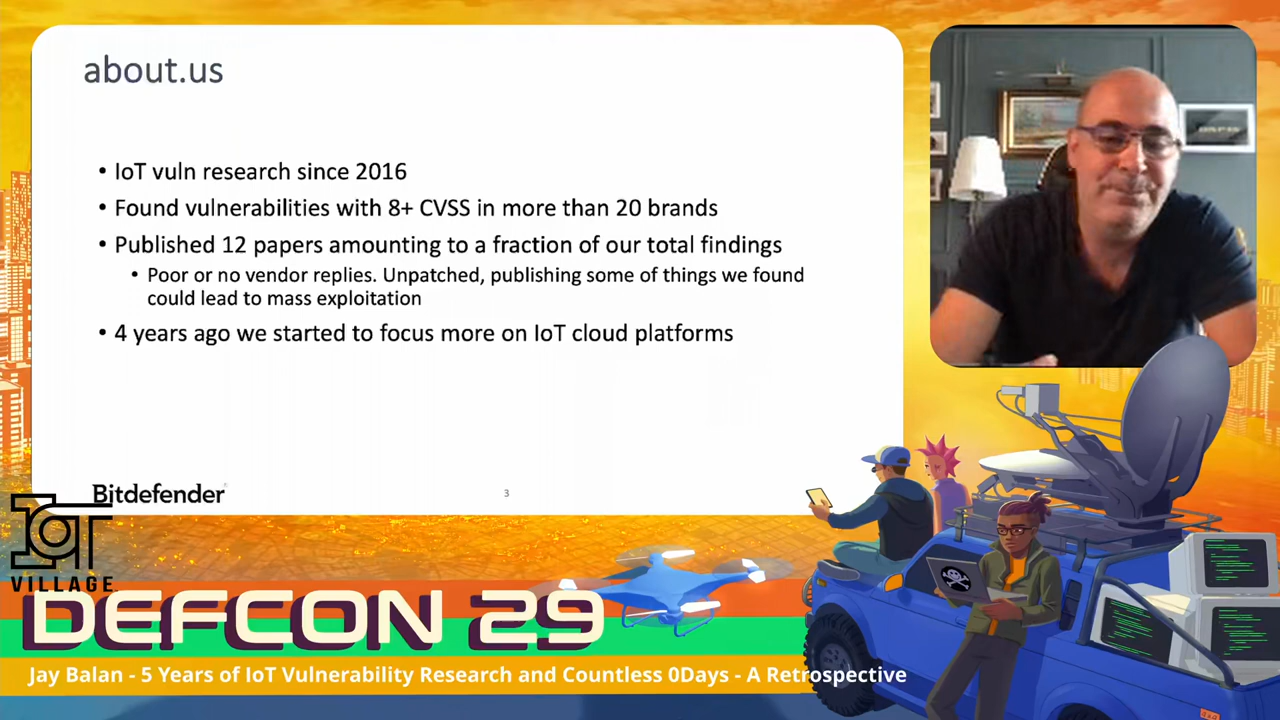 about.us
• IoT vuln research since 2016
• Found vulnerabilities with 8+ CVSS in more than 20 brands
• Published 12 papers amounting to a fraction of our total findings
• Poor or no vendor replies. Unpatched, publishing some of things we found
could lead to mass exploitation
• 4 years ago we started to focus more on IoT cloud platforms
Bitdefender
3
IoT
VILLAGE
DEFCON 29
Jay Balan - 5 Years of IoT Vulnerability Research and Countless 0Days - A Retrospective